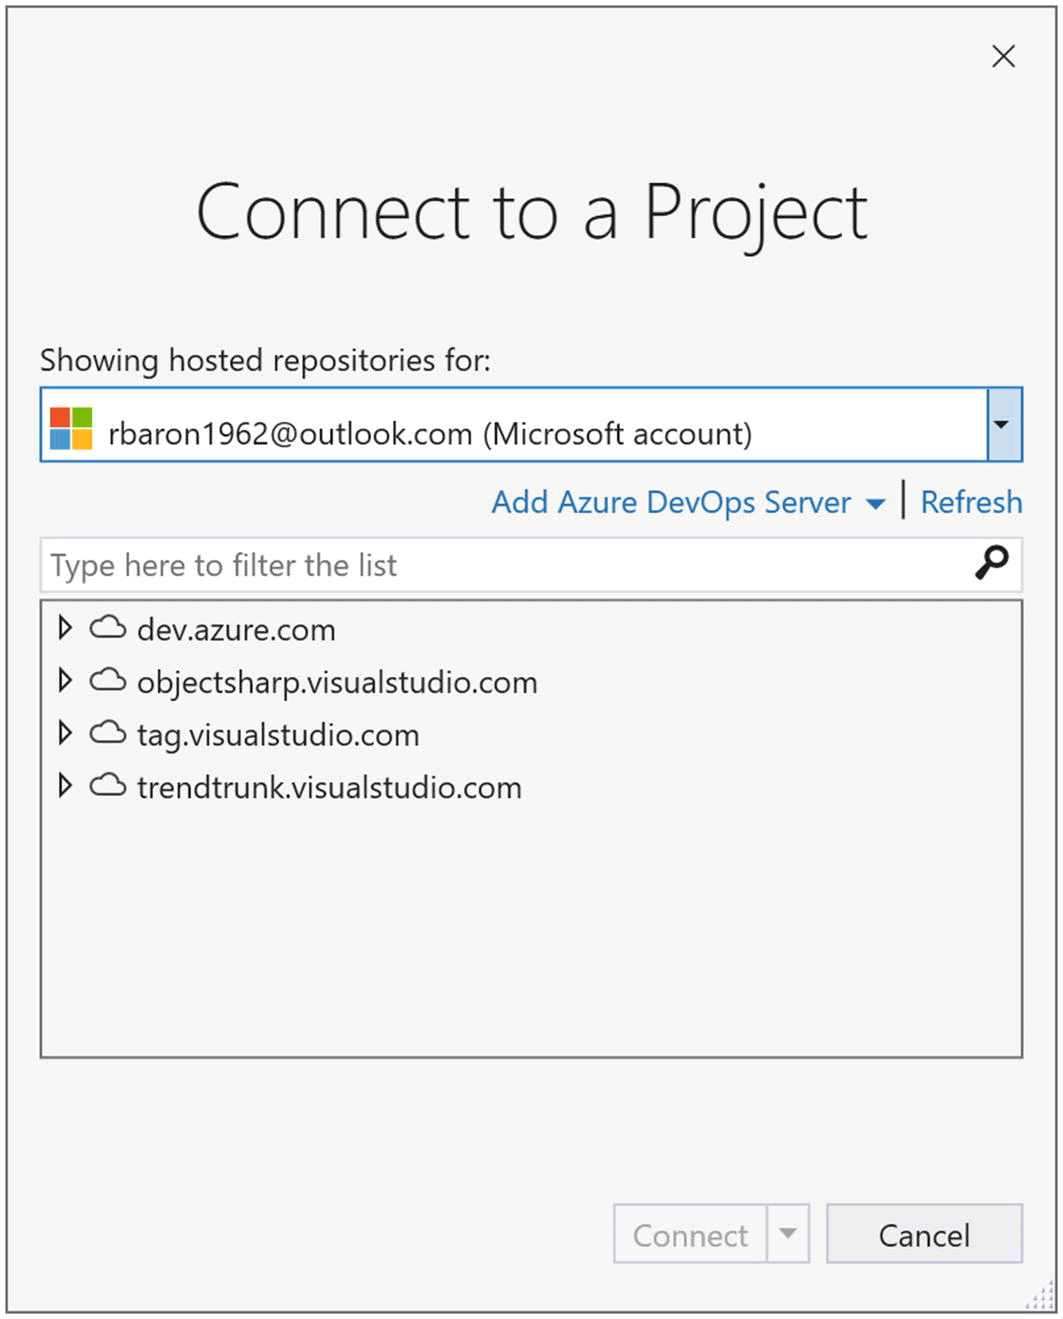 Connect to a Project
Showing hosted repositories for:
rbaron1962@outlook.com (Microsoft account)
Add Azure DevOps Server | Refresh
Type here to filter the list
dev.azure.com
objectsharp.visualstudio.com
tag.visualstudio.com
trendtrunk.visualstudio.com
Connect Cancel